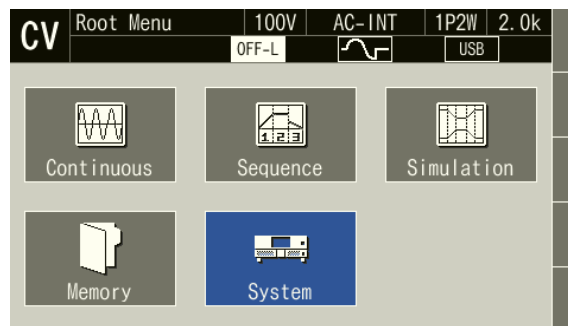 CV Root Menu 100V AC-INT 1P2W 2.0k
OFF-L USB
1 2 3
Continuous Sequence Simulation
Memory System